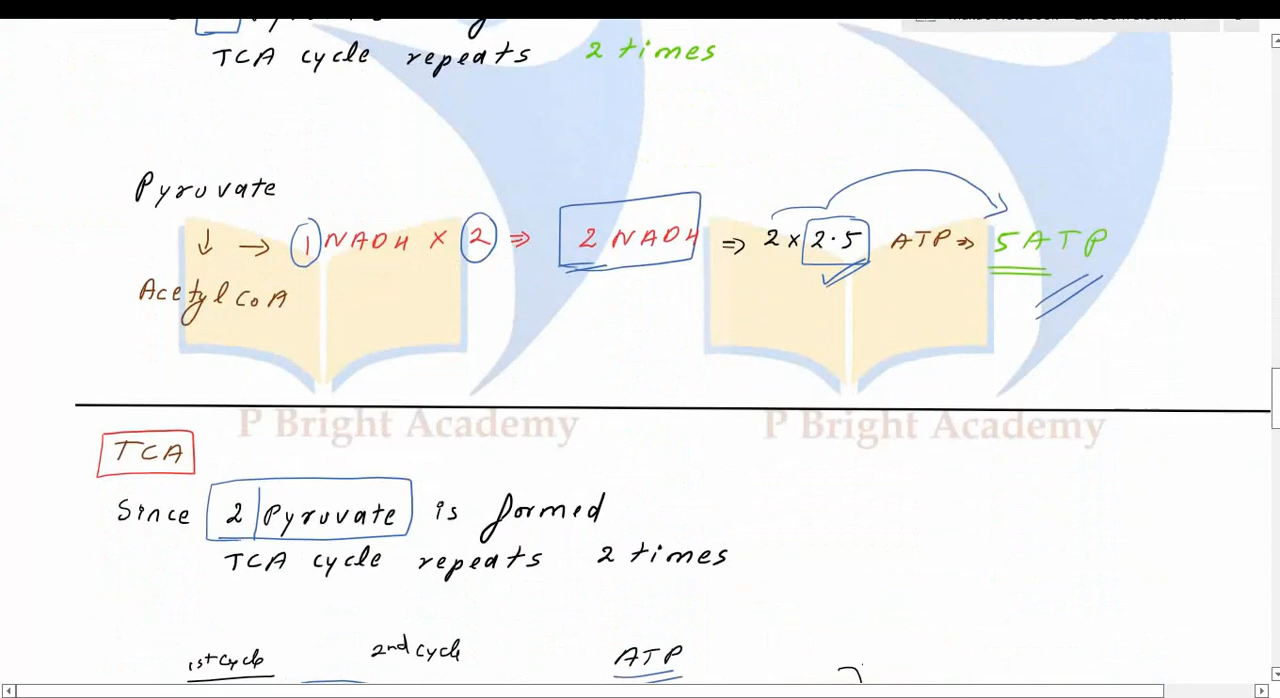 TCA cycle repeats 2 times
Pyruvate
↓ → 1 NADH × 2 ⇒ 2 NADH ⇒ 2 × 2.5 ATP ⇒ 5 ATP
Acetyl CoA
P Bright Academy P Bright Academy
TCA
Since 2 Pyruvate is formed
TCA cycle repeats 2 times
1st cycle 2nd cycle ATP